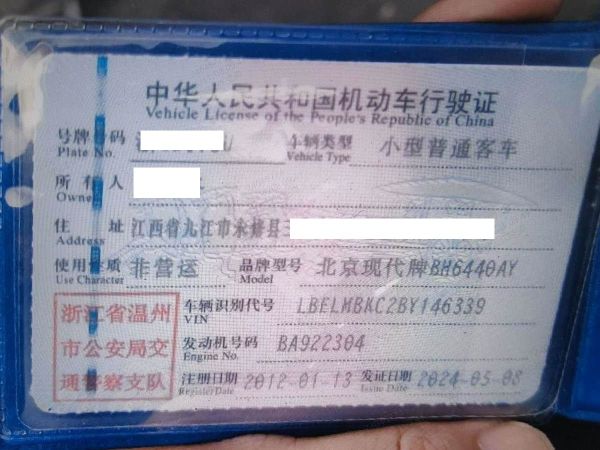 中华人民共和国机动车行驶证
Vehicle License of the People's Republic of China
号牌号码
Plate No.
车辆类型 小型普通客车
Vehicle Type
所有人
Owner
住 址 江西省九江市永修县
Address
使用性质 非营运 品牌型号 北京现代牌BH6440AY
Use Character Model
浙江省温州
市公安局交
通警察支队
车辆识别代号 LBELMBKC2BY146339
VIN
发动机号码 BA922304
Engine No.
注册日期 2012-01-13 发证日期 2024-05-08
Register Date Issue Date